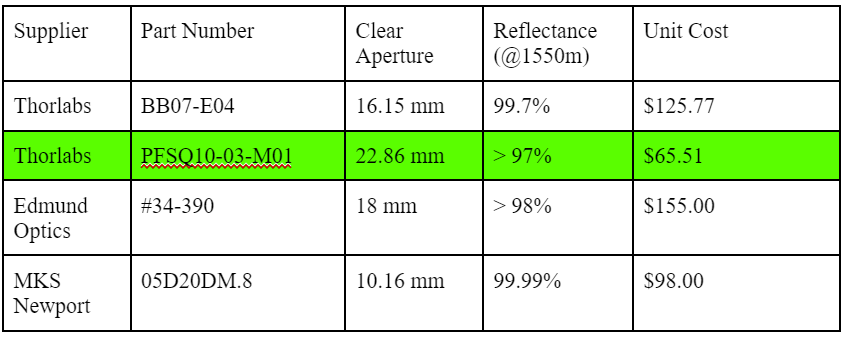 Supplier Part Number Clear Aperture Reflectance (@1550m) Unit Cost
Thorlabs BB07-E04 16.15 mm 99.7% $125.77
Thorlabs PFSQ10-03-M01 22.86 mm > 97% $65.51
Edmund Optics #34-390 18 mm > 98% $155.00
MKS Newport 05D20DM.8 10.16 mm 99.99% $98.00